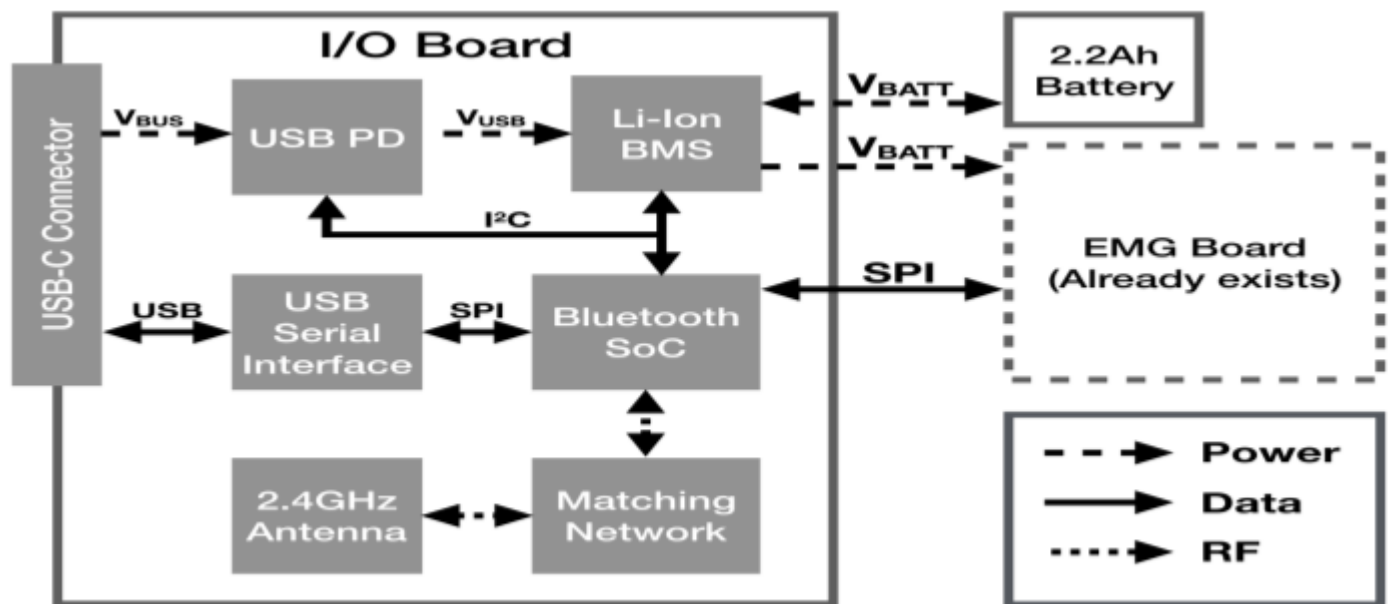 I/O Board
USB-C Connector
VBUS
USB PD
VUSB
Li-Ion
BMS
VBATT
2.2Ah
Battery
VBATT
I²C
EMG Board
(Already exists)
USB
USB
Serial
Interface
SPI
Bluetooth
SoC
SPI
2.4GHz
Antenna
Matching
Network
Power
Data
RF